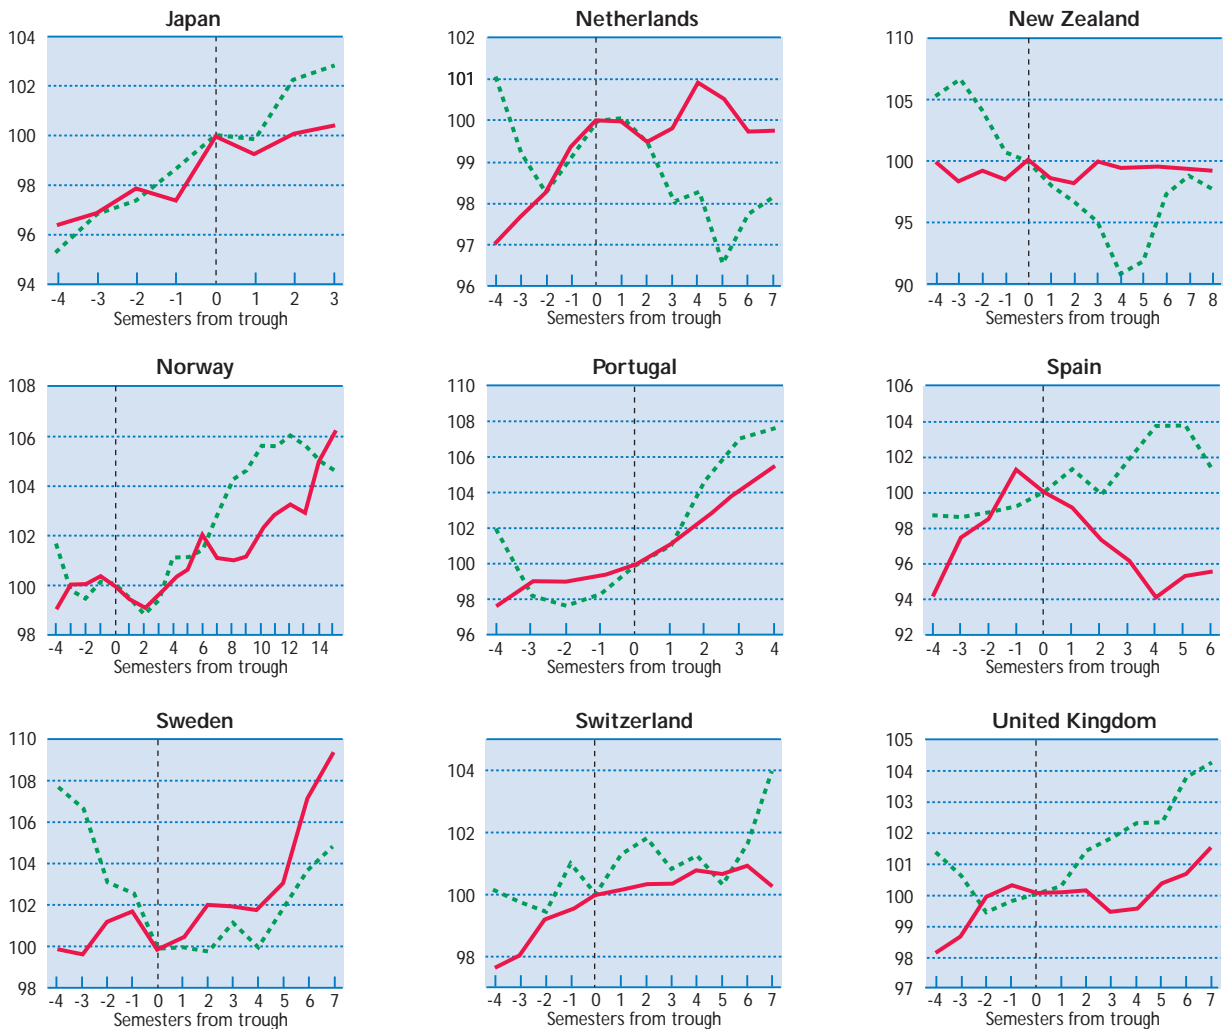 Japan
104
102
100
98
96
94
-4 -3 -2 -1 0 1 2 3
Semesters from trough
Netherlands
102
101
100
99
98
97
96
-4 -3 -2 -1 0 1 2 3 4 5 6 7
Semesters from trough
New Zealand
110
105
100
95
90
-4 -3 -2 -1 0 1 2 3 4 5 6 7 8
Semesters from trough
Norway
108
106
104
102
100
98
-4 -2 0 2 4 6 8 10 12 14
Semesters from trough
Portugal
110
108
106
104
102
100
98
96
-4 -3 -2 -1 0 1 2 3 4
Semesters from trough
Spain
106
104
102
100
98
96
94
92
-4 -3 -2 -1 0 1 2 3 4 5 6
Semesters from trough
Sweden
110
108
106
104
102
100
98
-4 -3 -2 -1 0 1 2 3 4 5 6 7
Semesters from trough
Switzerland
104
102
100
98
-4 -3 -2 -1 0 1 2 3 4 5 6 7
Semesters from trough
United Kingdom
105
104
103
102
101
100
99
98
97
-4 -3 -2 -1 0 1 2 3 4 5 6 7
Semesters from trough